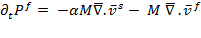 ∂ₜPᶠ = −αM∇̅.v̅ˢ − M ∇̅.v̅ᶠ